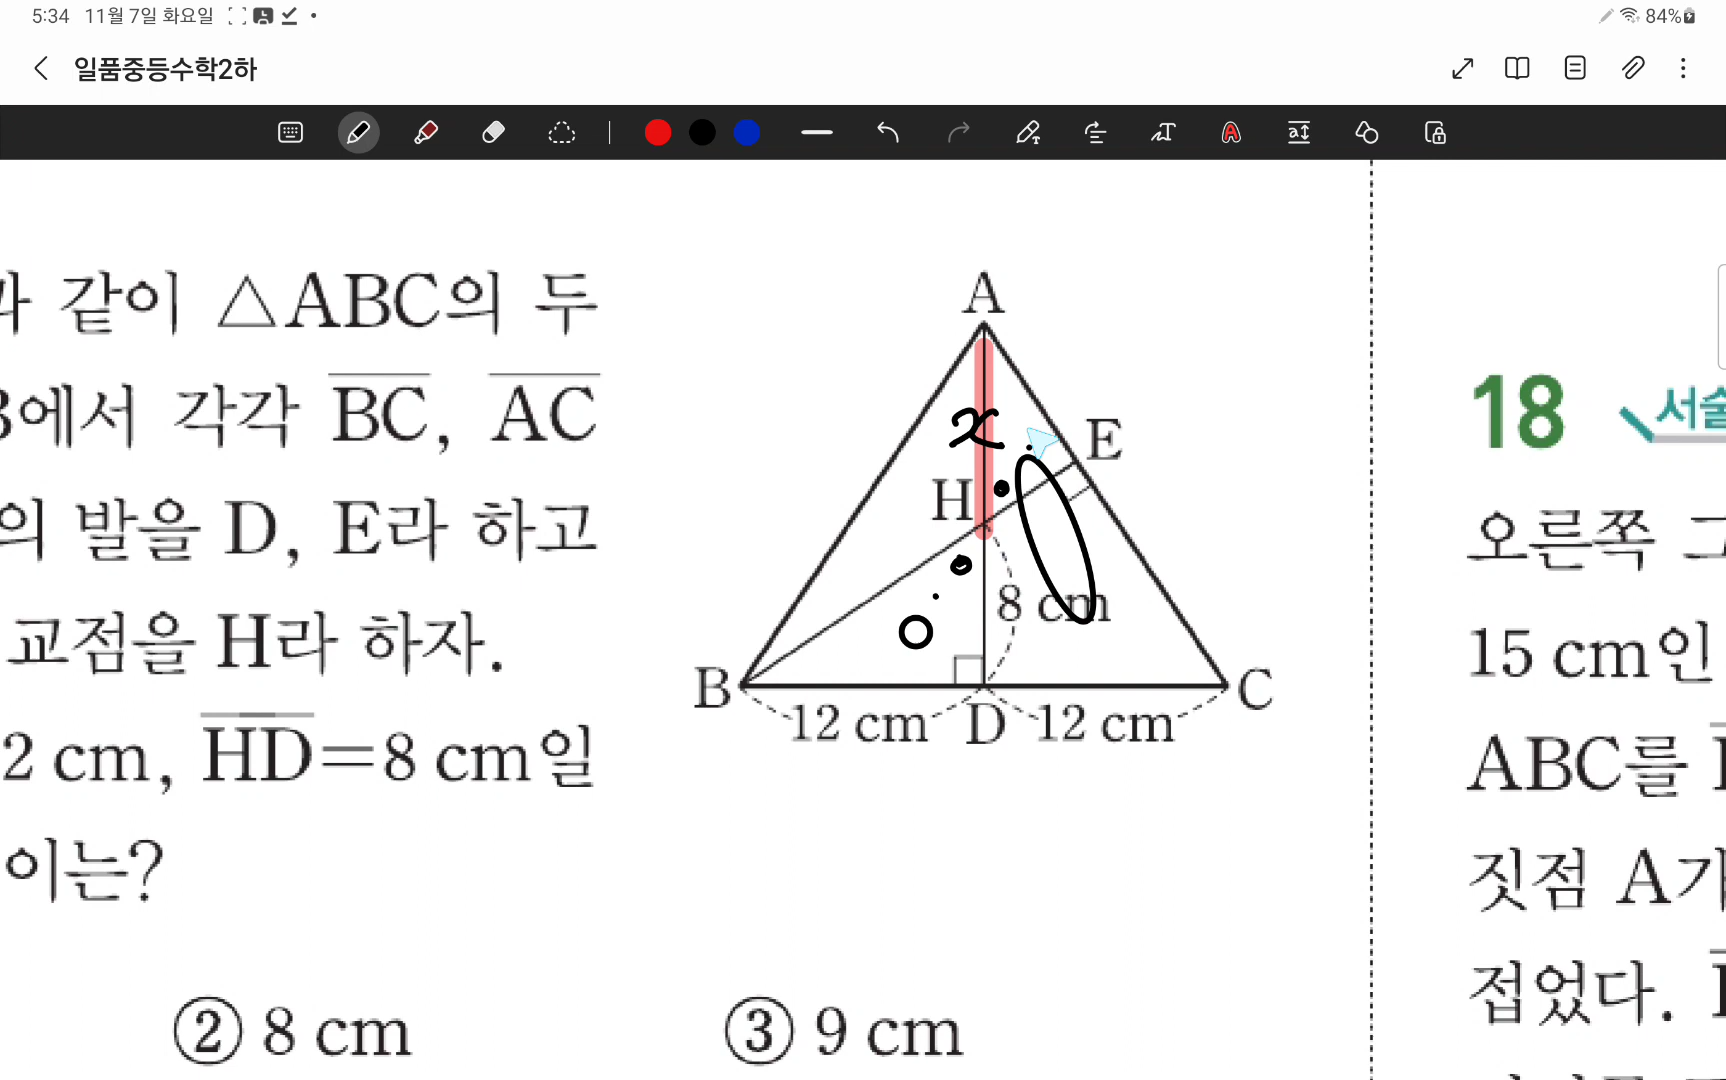 5:34 11월 7일 화요일
84%
일품중등수학2하
같이 △ABC의 두
에서 각각 BC, AC
의 발을 D, E라 하고
교점을 H라 하자.
2 cm, HD=8 cm일
이는?
② 8 cm
③ 9 cm
A
x
E
H
8 cm
B
C
12 cm
D
12 cm
18 서술
오른쪽 그
15 cm인
ABC를
짓점 A가
접었다.